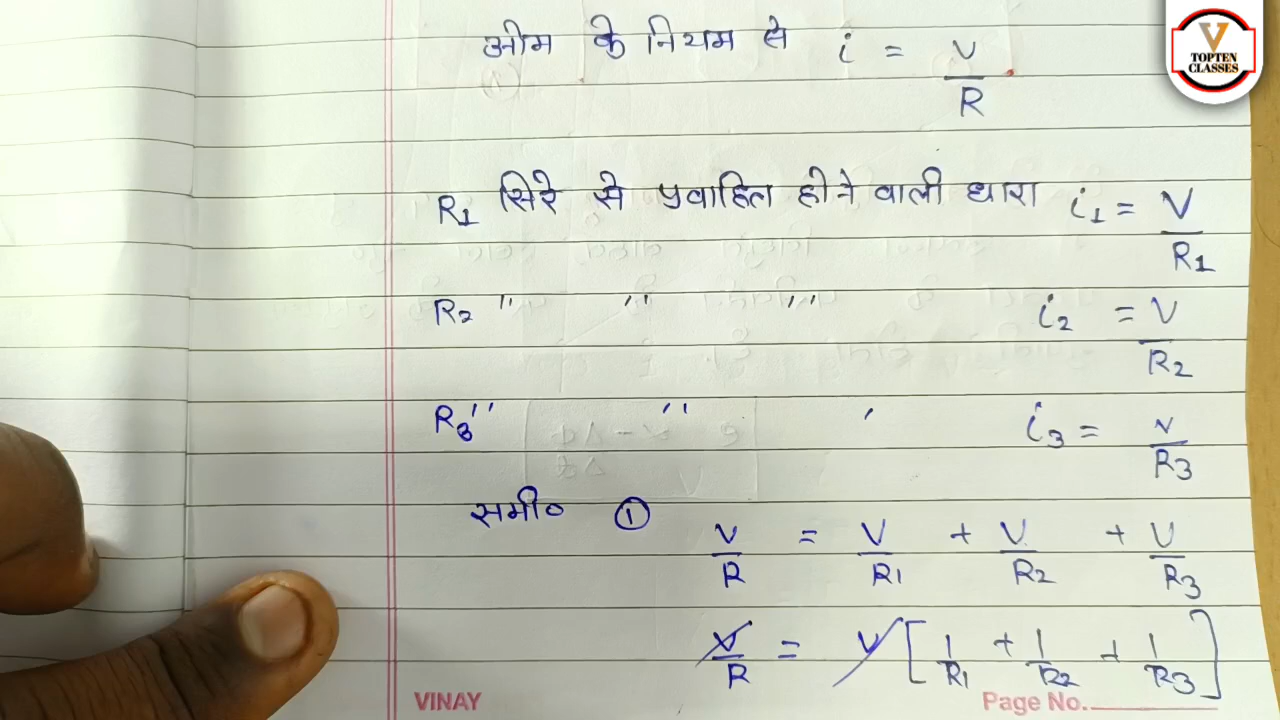 V
TOPTEN
CLASSES
ओम के नियम से i = V/R
R1 सिरे से प्रवाहित होने वाली धारा i1 = V/R1
R2 " " " i2 = V/R2
R3 " " ' i3 = V/R3
समी० ① V/R = V/R1 + V/R2 + V/R3
V/R = V [1/R1 + 1/R2 + 1/R3]
VINAY Page No.